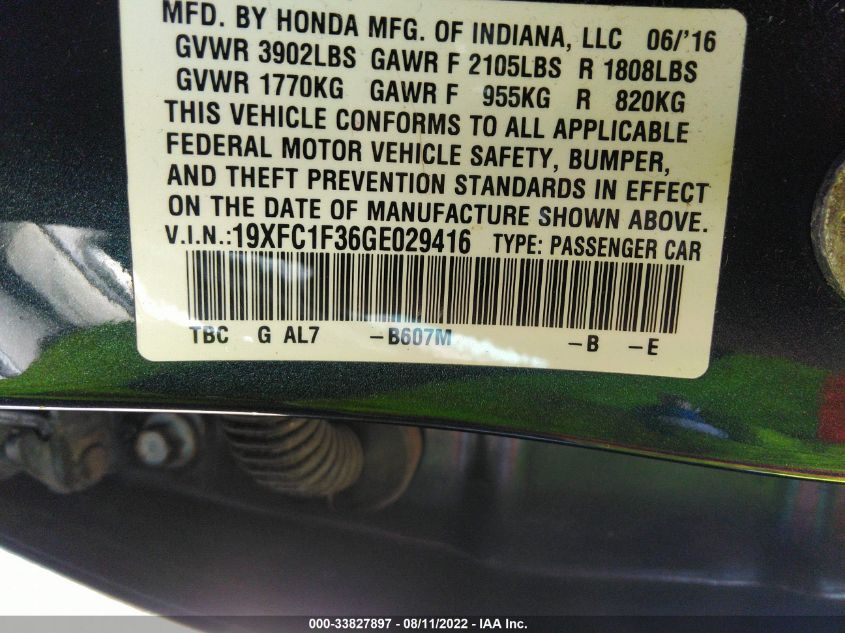 MFD. BY HONDA MFG. OF INDIANA, LLC 06/'16
GVWR 3902LBS GAWR F 2105LBS R 1808LBS
GVWR 1770KG GAWR F 955KG R 820KG
THIS VEHICLE CONFORMS TO ALL APPLICABLE
FEDERAL MOTOR VEHICLE SAFETY, BUMPER,
AND THEFT PREVENTION STANDARDS IN EFFECT
ON THE DATE OF MANUFACTURE SHOWN ABOVE.
V.I.N.:19XFC1F36GE029416 TYPE: PASSENGER CAR
TBC G AL7 -B607M -B -E
000-33827897 - 08/11/2022 - IAA Inc.